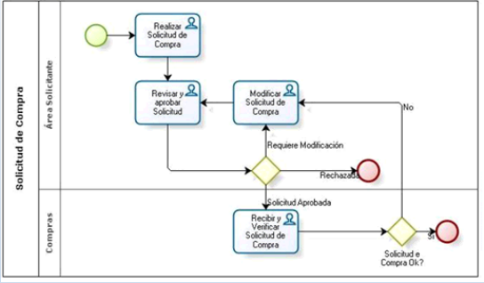 Solicitud de Compra
Área Solicitante
Realizar
Solicitud de
Compra
Revisar y
aprobar
Solicitud
Modificar
Solicitud de
Compra
No
Requiere Modificación
Rechazada
Compras
Solicitud Aprobada
Recibir y
Verificar
Solicitud de
Compra
Si
Solicitud e
Compra Ok?